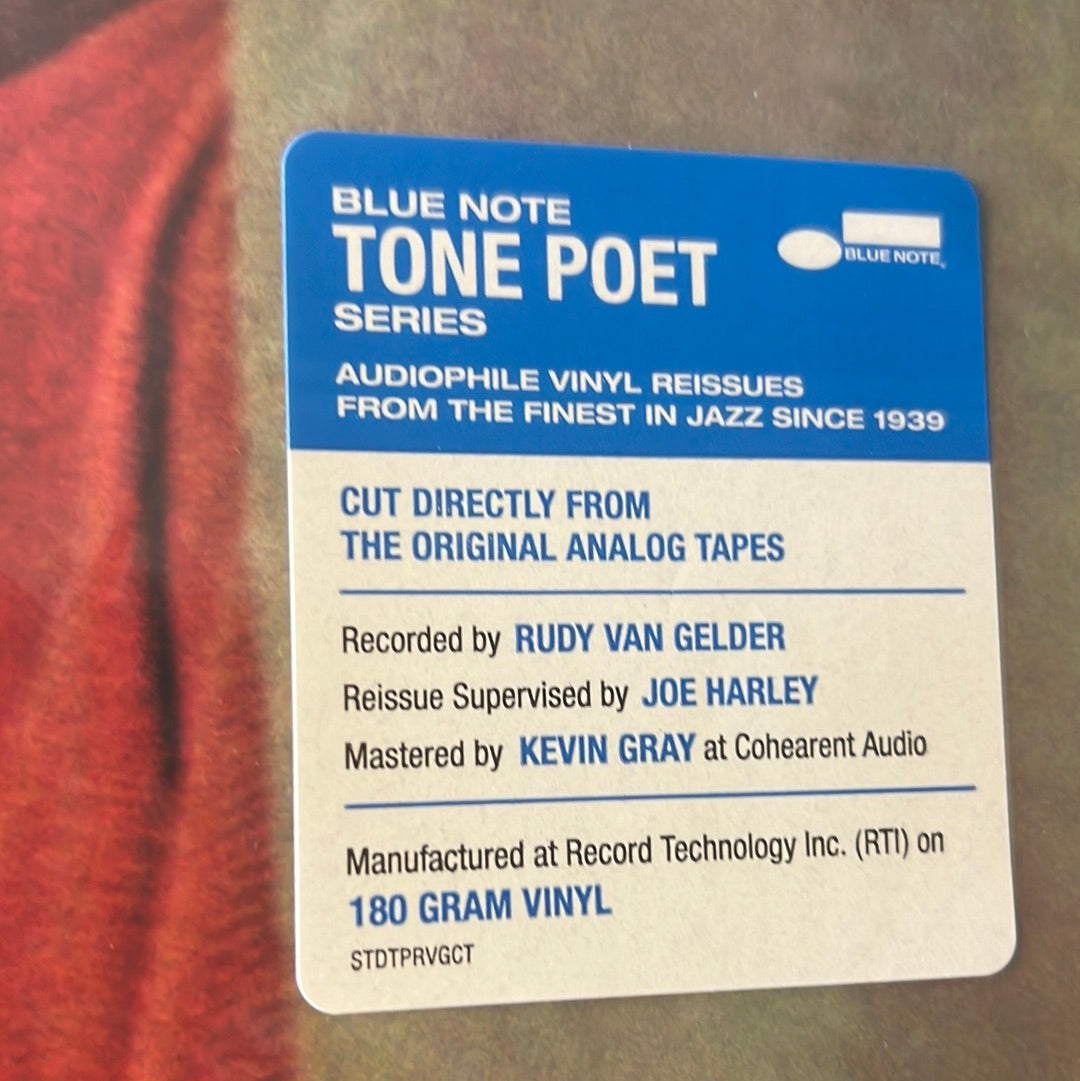 BLUE NOTE
TONE POET
SERIES
BLUE NOTE
AUDIOPHILE VINYL REISSUES
FROM THE FINEST IN JAZZ SINCE 1939
CUT DIRECTLY FROM
THE ORIGINAL ANALOG TAPES
Recorded by RUDY VAN GELDER
Reissue Supervised by JOE HARLEY
Mastered by KEVIN GRAY at Cohearent Audio
Manufactured at Record Technology Inc. (RTI) on
180 GRAM VINYL
STDTPRVGCT